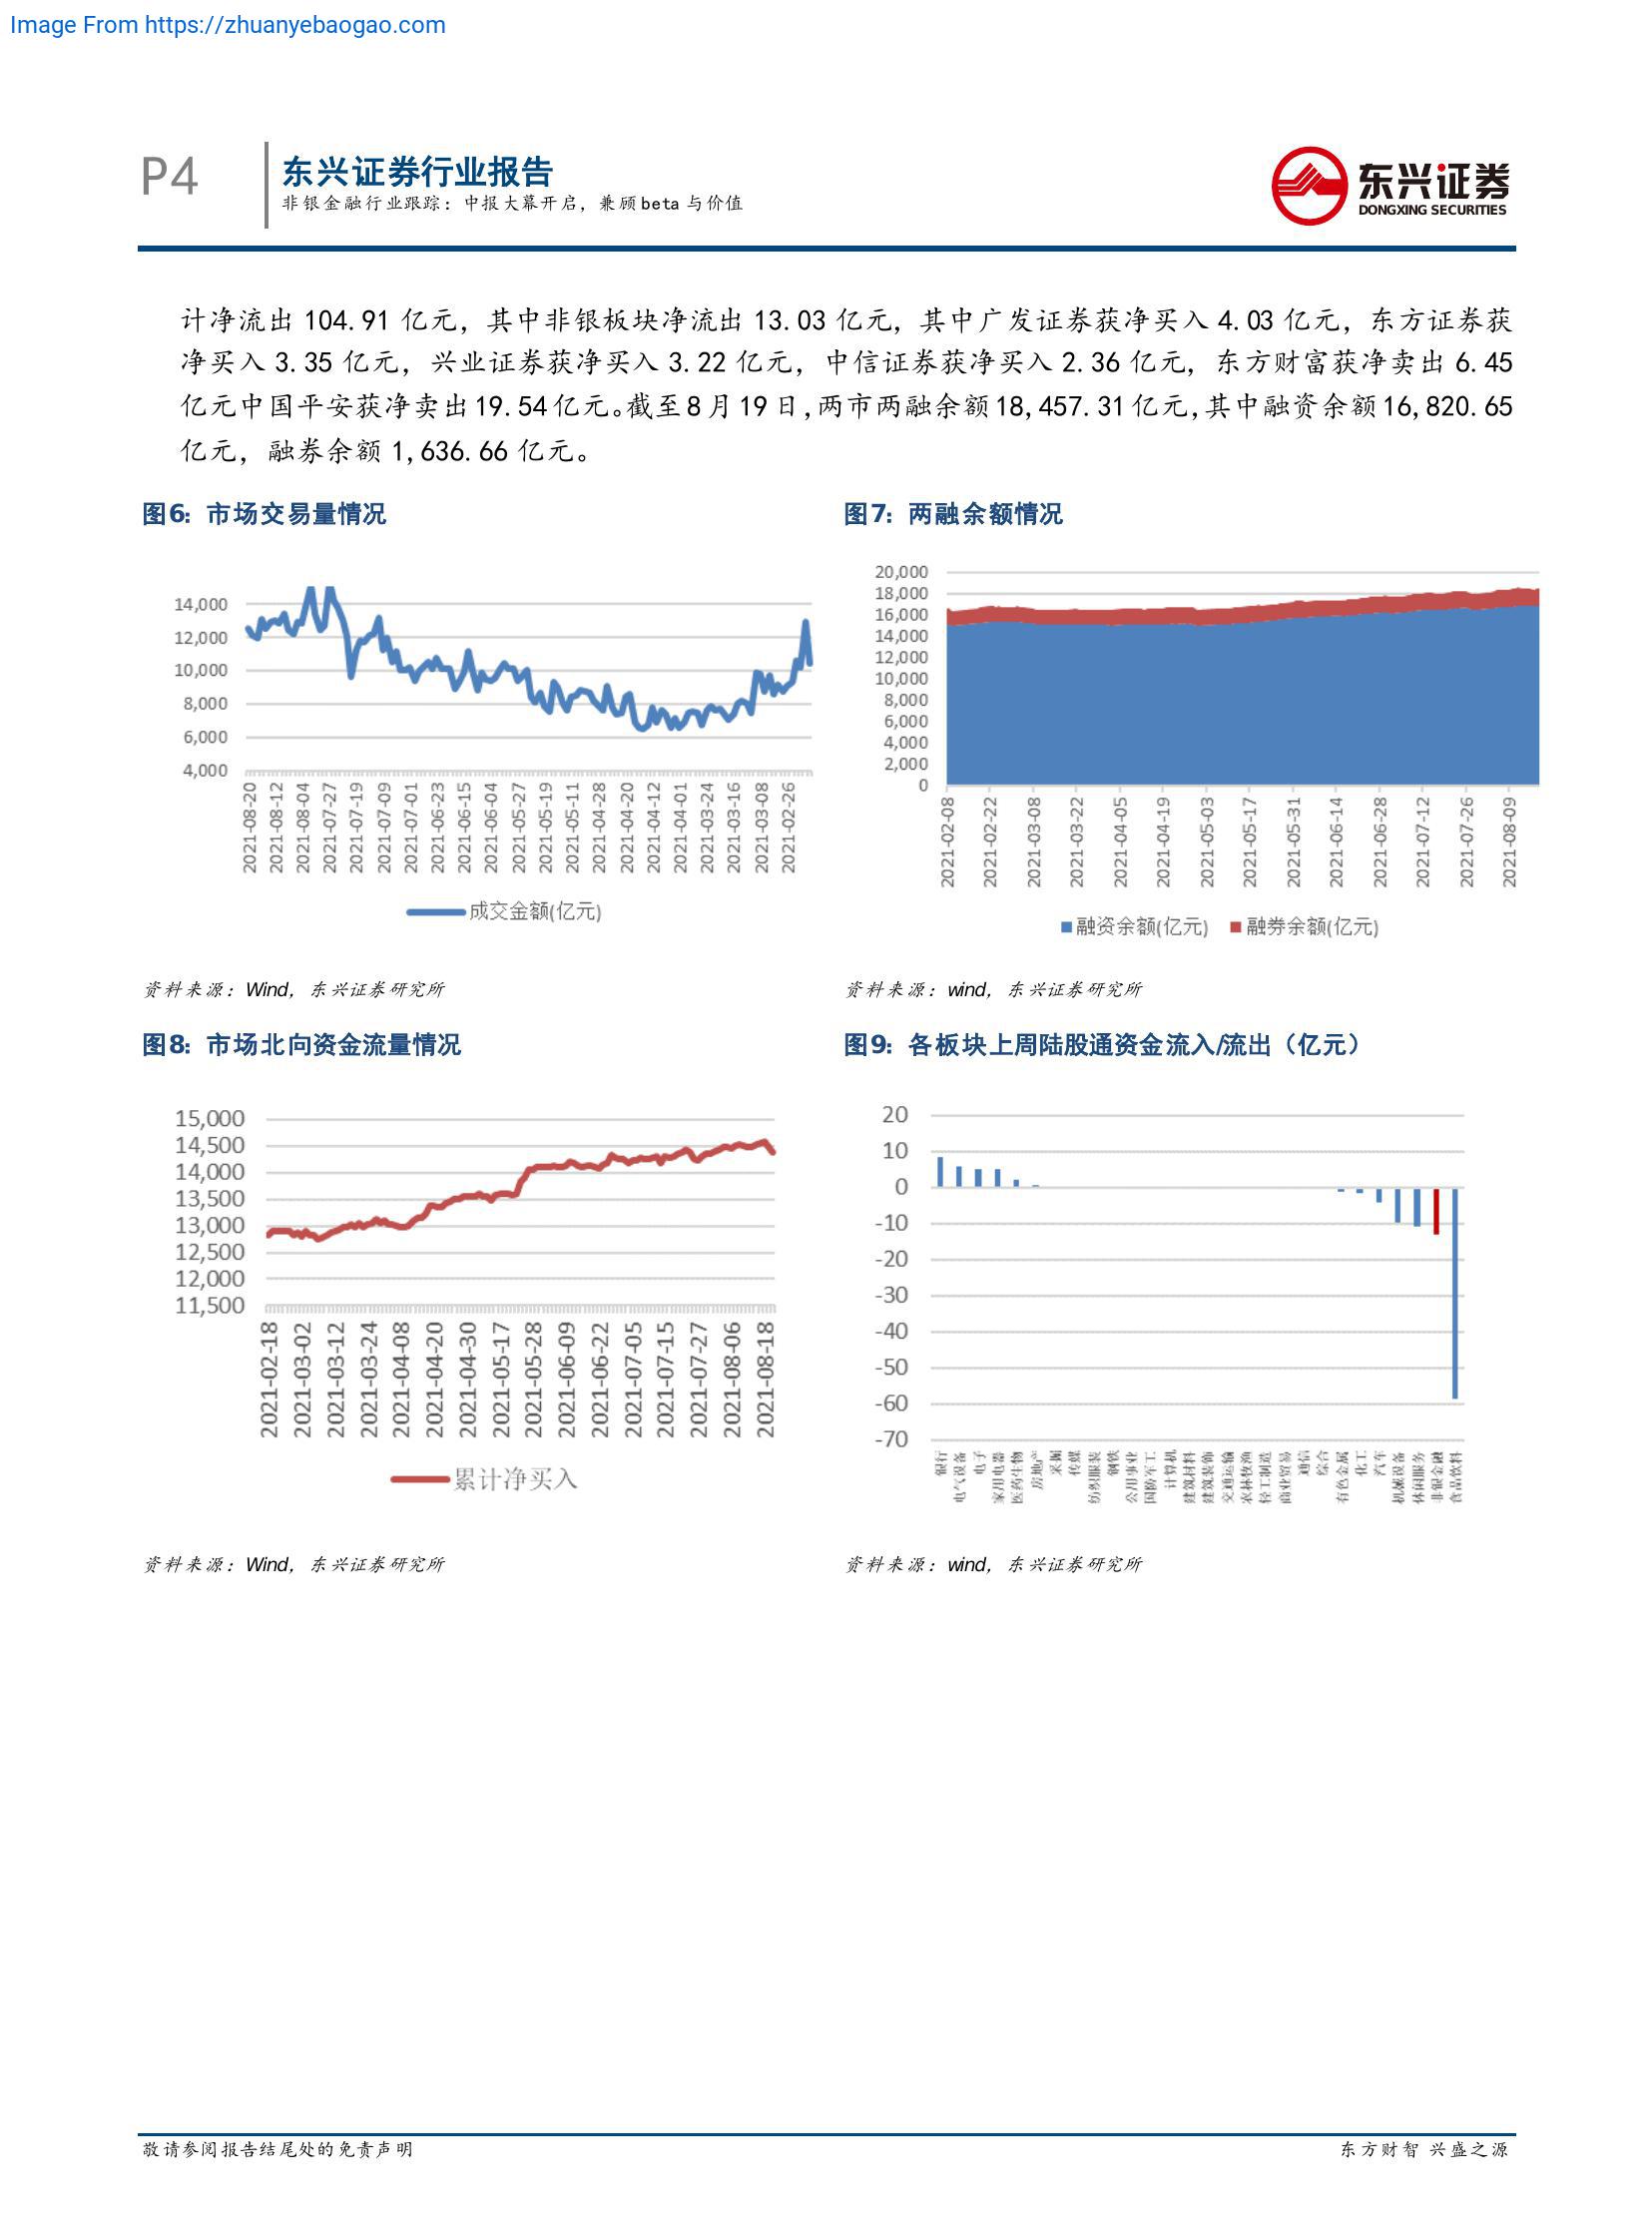 Image From https://zhuanyebaogao.com
P4
东兴证券行业报告
非银金融行业跟踪：中报大幕开启，兼顾beta 与价值
东兴证券
DONGXING SECURITIES
计净流出 104.91 亿元，其中非银板块净流出 13.03 亿元，其中广发证券获净买入 4.03 亿元，东方证券获
净买入 3.35 亿元，兴业证券获净买入 3.22 亿元，中信证券获净买入 2.36 亿元，东方财富获净卖出 6.45
亿元中国平安获净卖出19.54亿元。截至8月19日，两市两融余额18,457.31亿元，其中融资余额16,820.65
亿元，融券余额 1,636.66 亿元。
图6：市场交易量情况
14,000
12,000
10,000
8,000
6,000
4,000
2021-08-20
2021-08-12
2021-08-04
2021-07-27
2021-07-19
2021-07-09
2021-07-01
2021-06-23
2021-06-15
2021-06-04
2021-05-27
2021-05-19
2021-05-11
2021-04-28
2021-04-20
2021-04-12
2021-04-01
2021-03-24
2021-03-16
2021-03-08
2021-02-26
成交金额(亿元)
资料来源：Wind，东兴证券研究所
图7：两融余额情况
20,000
18,000
16,000
14,000
12,000
10,000
8,000
6,000
4,000
2,000
0
2021-02-08
2021-02-22
2021-03-08
2021-03-22
2021-04-05
2021-04-19
2021-05-03
2021-05-17
2021-05-31
2021-06-14
2021-06-28
2021-07-12
2021-07-26
2021-08-09
融资余额(亿元)
融券余额(亿元)
资料来源：wind，东兴证券研究所
图8：市场北向资金流量情况
15,000
14,500
14,000
13,500
13,000
12,500
12,000
11,500
2021-02-18
2021-03-02
2021-03-12
2021-03-24
2021-04-08
2021-04-20
2021-04-30
2021-05-17
2021-05-28
2021-06-09
2021-06-22
2021-07-05
2021-07-15
2021-07-27
2021-08-06
2021-08-18
累计净买入
资料来源：Wind，东兴证券研究所
图9：各板块上周陆股通资金流入/流出（亿元）
20
10
0
-10
-20
-30
-40
-50
-60
-70
银行
电气设备
电子
家用电器
医药生物
房地产
采掘
传媒
纺织服装
钢铁
公用事业
国防军工
计算机
建筑材料
建筑装饰
交通运输
农林牧渔
轻工制造
商业贸易
通信
综合
有色金属
化工
汽车
机械设备
休闲服务
非银金融
食品饮料
资料来源：wind，东兴证券研究所
敬请参阅报告结尾处的免责声明
东方财智 兴盛之源